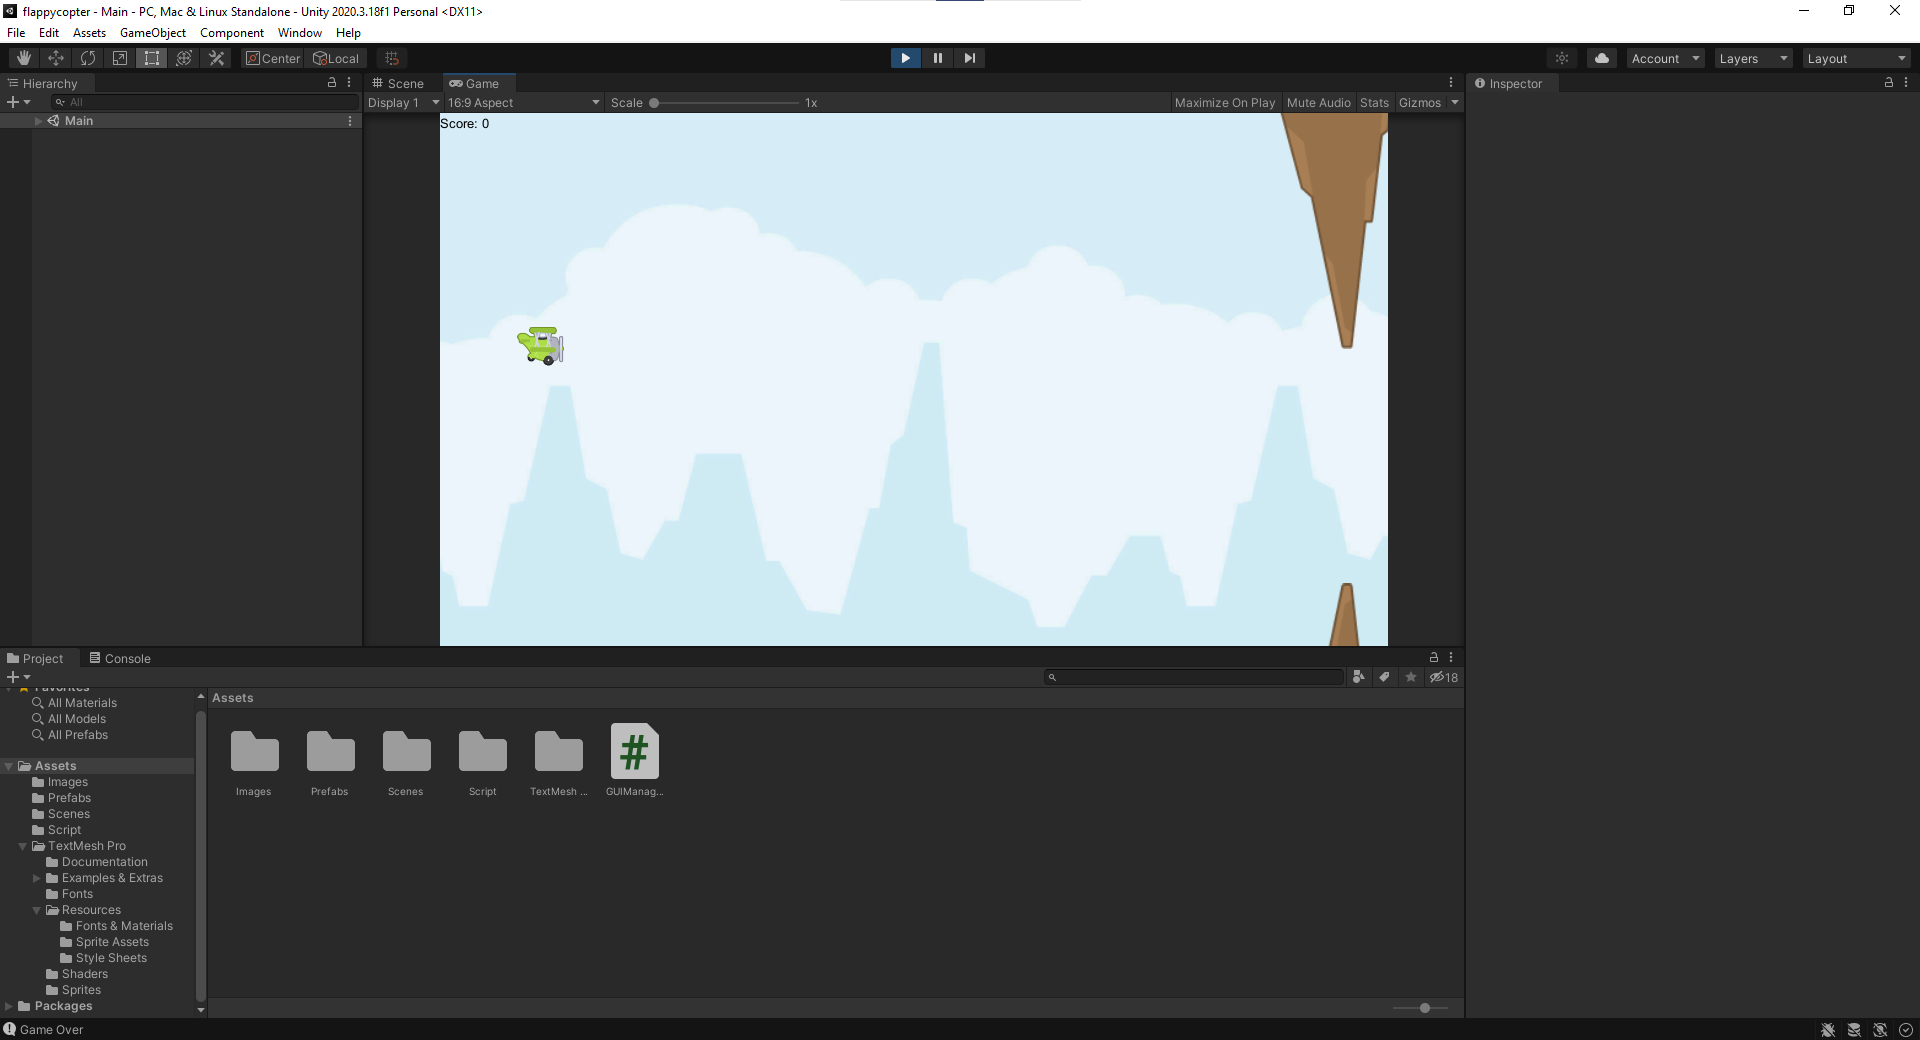 flappycopter - Main - PC, Mac & Linux Standalone - Unity 2020.3.18f1 Personal <DX11>
File Edit Assets GameObject Component Window Help
Center Local Account Layers Layout
Hierarchy
All
Main
Scene Game
Display 1 16:9 Aspect Scale 1x Maximize On Play Mute Audio Stats Gizmos
Score: 0
Inspector
Project Console
18
Favorites
All Materials
All Models
All Prefabs
Assets
Images
Prefabs
Scenes
Script
TextMesh Pro
Documentation
Examples & Extras
Fonts
Resources
Fonts & Materials
Sprite Assets
Style Sheets
Shaders
Sprites
Packages
Assets
#
Images Prefabs Scenes Script TextMesh ... GUIManag...
Game Over